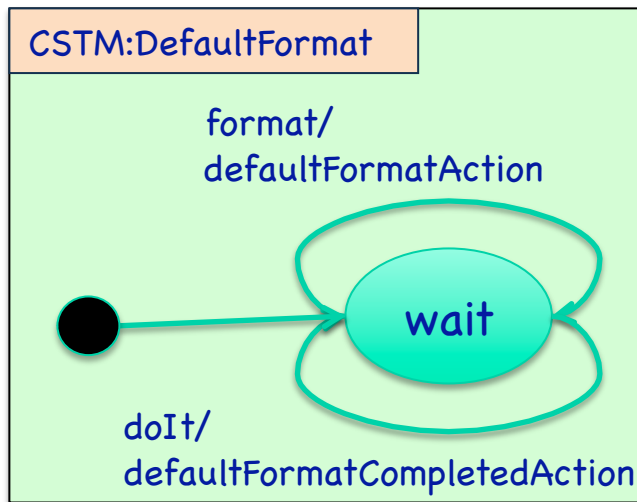 CSTM:DefaultFormat
format/
defaultFormatAction
wait
doIt/
defaultFormatCompletedAction